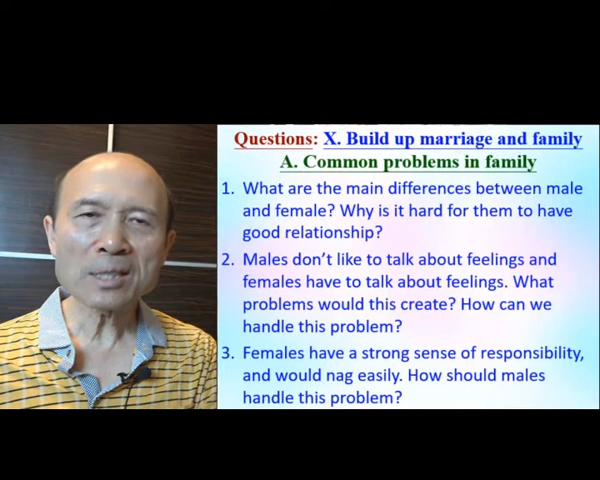 Questions: X. Build up marriage and family
A. Common problems in family
1. What are the main differences between male
and female? Why is it hard for them to have
good relationship?
2. Males don't like to talk about feelings and
females have to talk about feelings. What
problems would this create? How can we
handle this problem?
3. Females have a strong sense of responsibility,
and would nag easily. How should males
handle this problem?